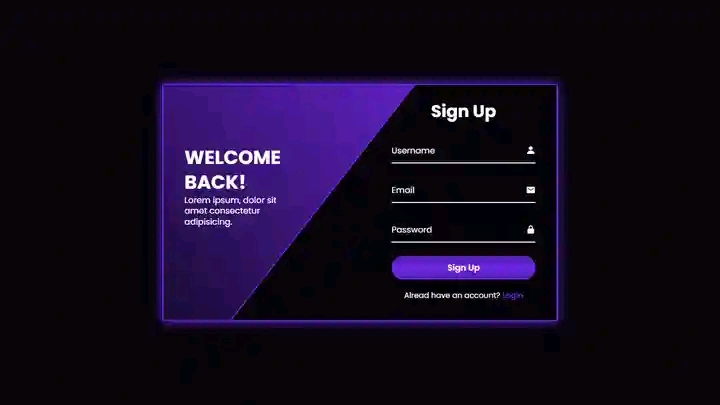 WELCOME
BACK!
Lorem ipsum, dolor sit
amet consectetur
adipisicing.
Sign Up
Username
Email
Password
Sign Up
Alread have an account? Login